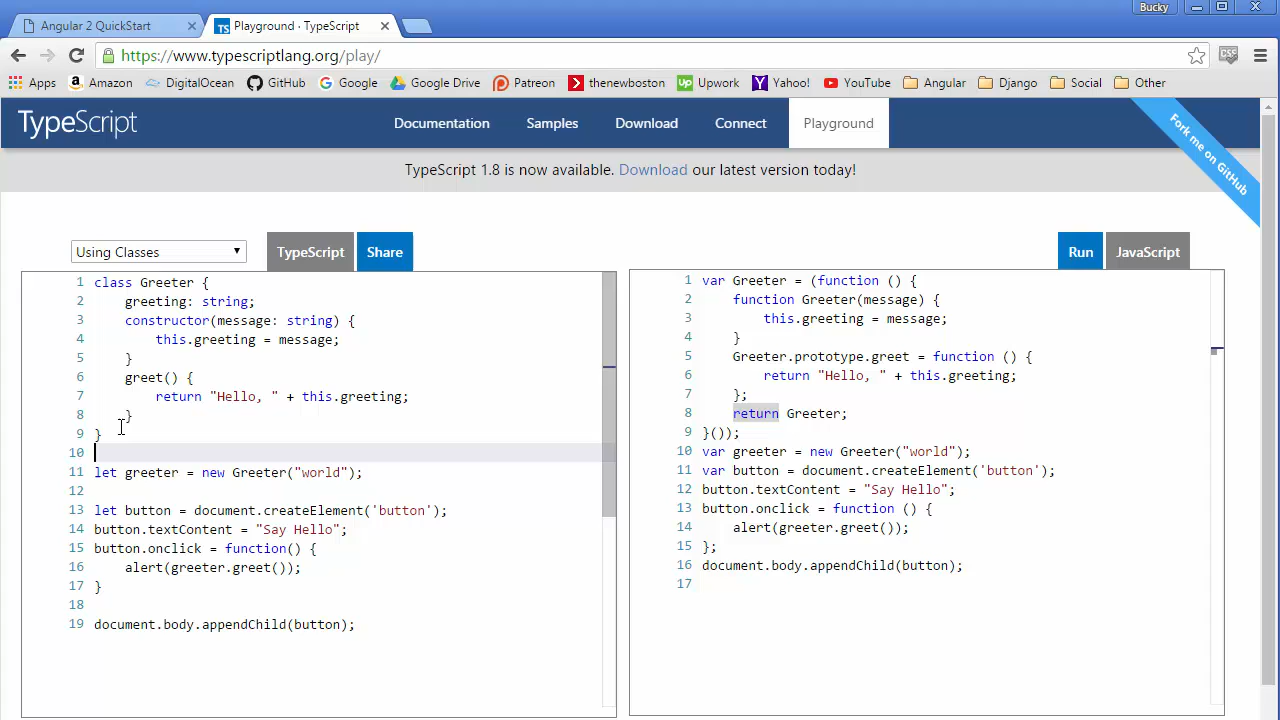 Bucky
Angular 2 QuickStart
TS Playground · TypeScript
https://www.typescriptlang.org/play/
Apps Amazon DigitalOcean GitHub Google Google Drive Patreon thenewboston Upwork Yahoo! YouTube Angular Django Social Other
TypeScript Documentation Samples Download Connect Playground
Fork me on GitHub
TypeScript 1.8 is now available. Download our latest version today!
Using Classes TypeScript Share Run JavaScript
1 class Greeter {
2 greeting: string;
3 constructor(message: string) {
4 this.greeting = message;
5 }
6 greet() {
7 return "Hello, " + this.greeting;
8 }
9 }
10
11 let greeter = new Greeter("world");
12
13 let button = document.createElement('button');
14 button.textContent = "Say Hello";
15 button.onclick = function() {
16 alert(greeter.greet());
17 }
18
19 document.body.appendChild(button);
1 var Greeter = (function () {
2 function Greeter(message) {
3 this.greeting = message;
4 }
5 Greeter.prototype.greet = function () {
6 return "Hello, " + this.greeting;
7 };
8 return Greeter;
9 }());
10 var greeter = new Greeter("world");
11 var button = document.createElement('button');
12 button.textContent = "Say Hello";
13 button.onclick = function () {
14 alert(greeter.greet());
15 };
16 document.body.appendChild(button);
17